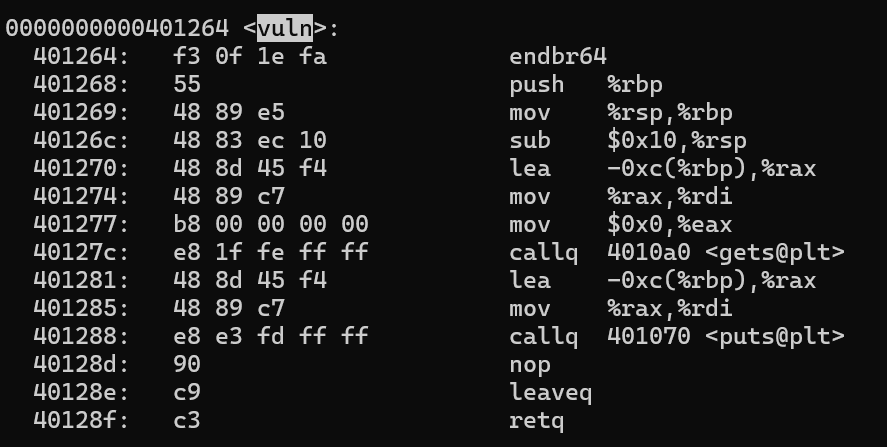 0000000000401264 <vuln>:
401264: f3 0f 1e fa endbr64
401268: 55 push %rbp
401269: 48 89 e5 mov %rsp,%rbp
40126c: 48 83 ec 10 sub $0x10,%rsp
401270: 48 8d 45 f4 lea -0xc(%rbp),%rax
401274: 48 89 c7 mov %rax,%rdi
401277: b8 00 00 00 00 mov $0x0,%eax
40127c: e8 1f fe ff ff callq 4010a0 <gets@plt>
401281: 48 8d 45 f4 lea -0xc(%rbp),%rax
401285: 48 89 c7 mov %rax,%rdi
401288: e8 e3 fd ff ff callq 401070 <puts@plt>
40128d: 90 nop
40128e: c9 leaveq
40128f: c3 retq